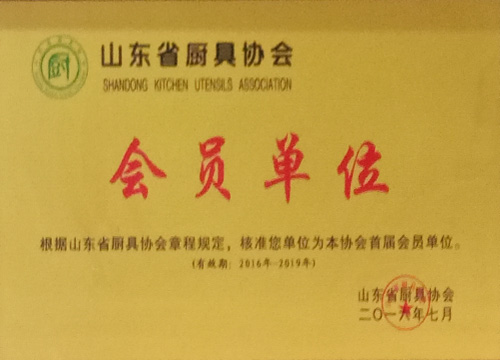 山东省厨具协会
SHANDONG KITCHEN UTENSILS ASSOCIATION
会员单位
根据山东省厨具协会章程规定，核准您单位为本协会首届会员单位。
(有效期：2016年-2019年)
山东省厨具协会
二〇一六年七月